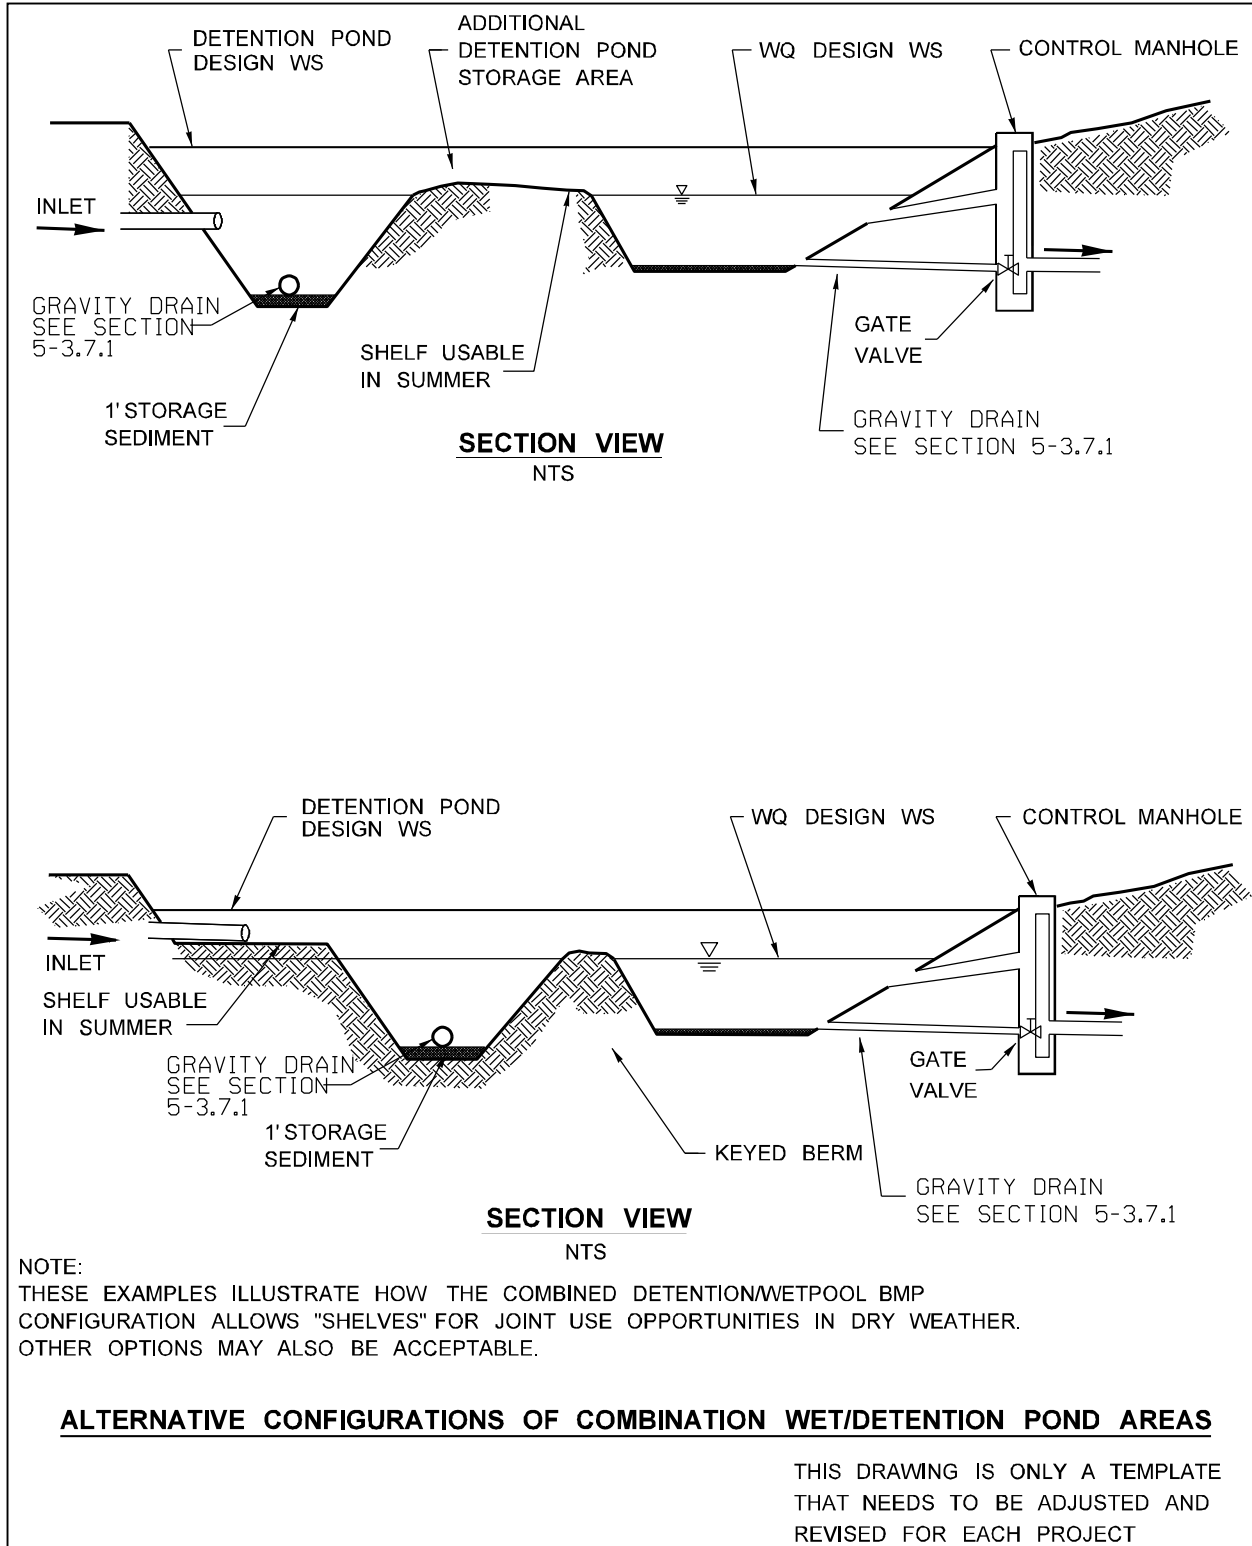 DETENTION POND
DESIGN WS
ADDITIONAL
DETENTION POND
STORAGE AREA
WQ DESIGN WS
CONTROL MANHOLE
INLET
GRAVITY DRAIN
SEE SECTION
5-3.7.1
SHELF USABLE
IN SUMMER
GATE
VALVE
1' STORAGE
SEDIMENT
GRAVITY DRAIN
SEE SECTION 5-3.7.1
SECTION VIEW
NTS
DETENTION POND
DESIGN WS
WQ DESIGN WS
CONTROL MANHOLE
INLET
SHELF USABLE
IN SUMMER
GRAVITY DRAIN
SEE SECTION
5-3.7.1
GATE
VALVE
1' STORAGE
SEDIMENT
KEYED BERM
GRAVITY DRAIN
SEE SECTION 5-3.7.1
SECTION VIEW
NTS
NOTE:
THESE EXAMPLES ILLUSTRATE HOW THE COMBINED DETENTION/WETPOOL BMP
CONFIGURATION ALLOWS "SHELVES" FOR JOINT USE OPPORTUNITIES IN DRY WEATHER.
OTHER OPTIONS MAY ALSO BE ACCEPTABLE.
ALTERNATIVE CONFIGURATIONS OF COMBINATION WET/DETENTION POND AREAS
THIS DRAWING IS ONLY A TEMPLATE
THAT NEEDS TO BE ADJUSTED AND
REVISED FOR EACH PROJECT